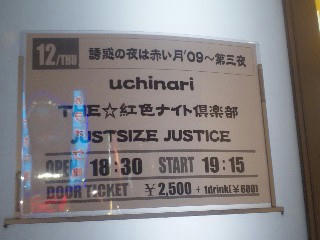 12/THU 誘惑の夜は赤い月'09〜第三夜
uchinari
THE☆紅色ナイト倶楽部
JUSTSIZE JUSTICE
OPEN 18:30 START 19:15
DOOR TICKET ¥2,500 + 1drink(¥600)